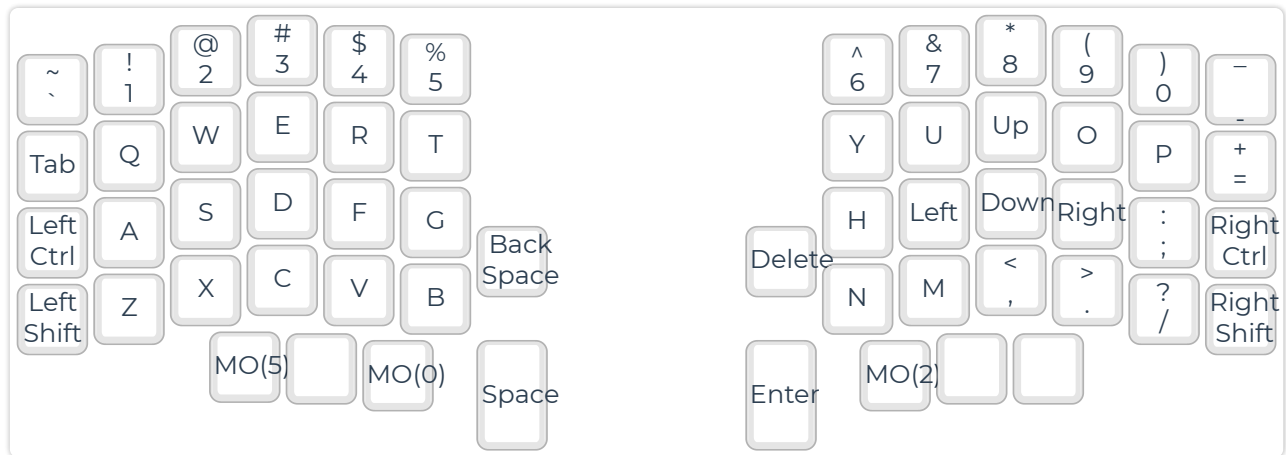 ~
`
!
1
@
2
#
3
$
4
%
5
^
6
&
7
*
8
(
9
)
0
_
-
Tab
Q
W
E
R
T
Y
U
Up
O
P
+
=
Left
Ctrl
A
S
D
F
G
H
Left
Down
Right
:
;
Right
Ctrl
Back
Space
Delete
Left
Shift
Z
X
C
V
B
N
M
<
,
>
.
?
/
Right
Shift
MO(5)
MO(0)
Space
Enter
MO(2)